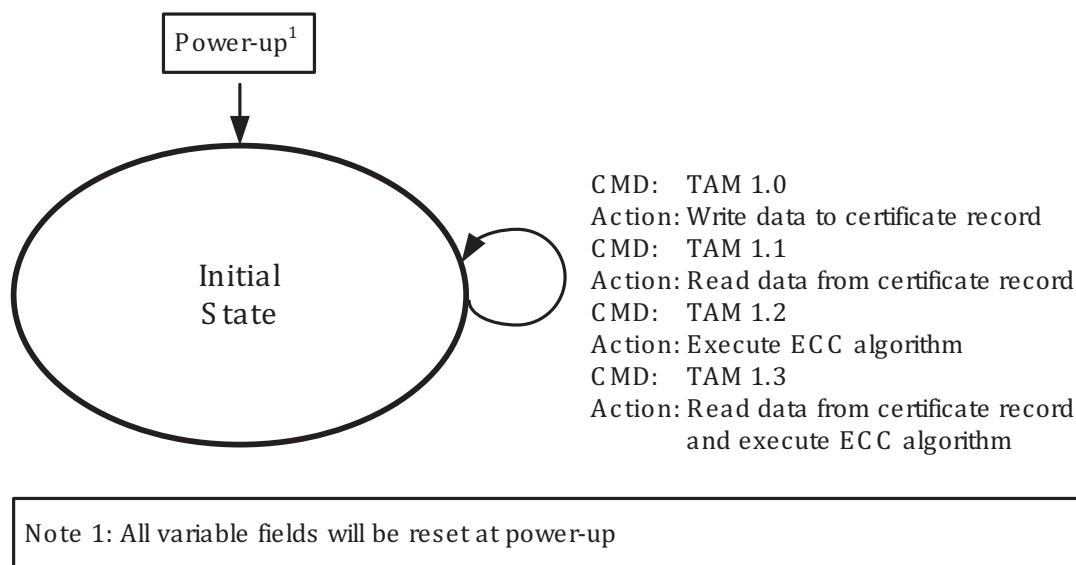 Power-up1
Initial
State
CMD: TAM 1.0
Action: Write data to certificate record
CMD: TAM 1.1
Action: Read data from certificate record
CMD: TAM 1.2
Action: Execute ECC algorithm
CMD: TAM 1.3
Action: Read data from certificate record
and execute ECC algorithm
Note 1: All variable fields will be reset at power-up